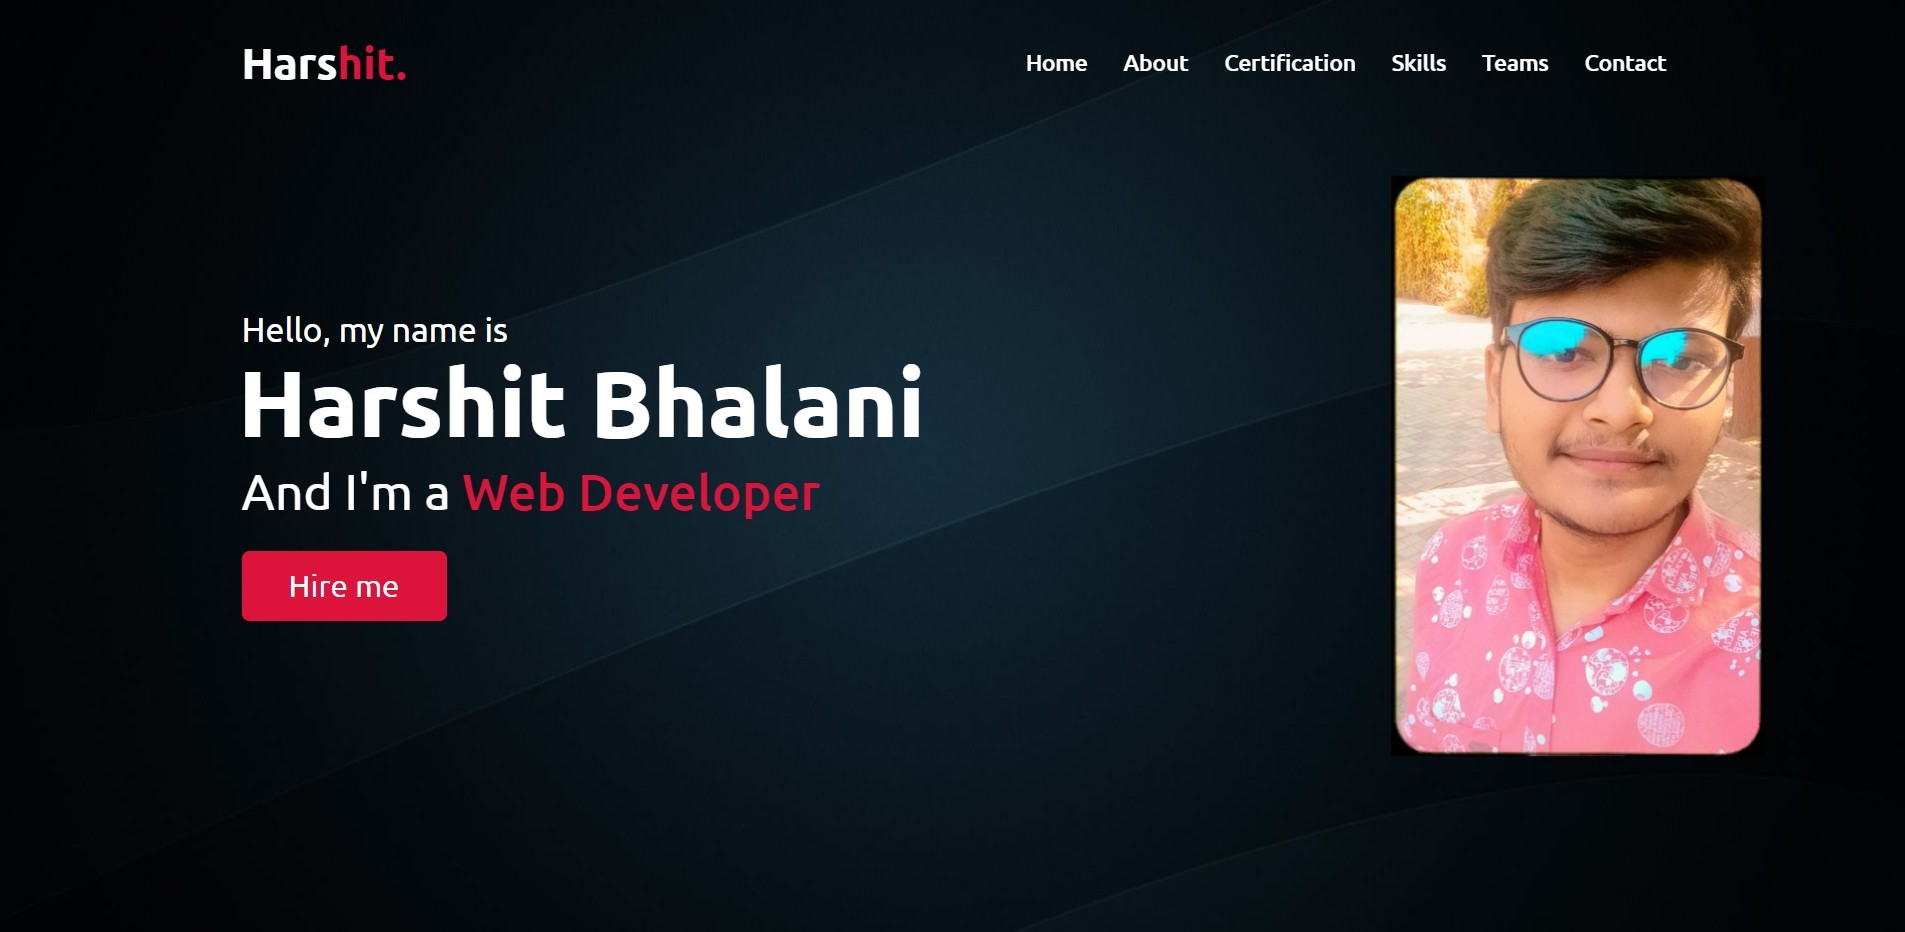 Harshit.
Home About Certification Skills Teams Contact
Hello, my name is
Harshit Bhalani
And I'm a Web Developer
Hire me